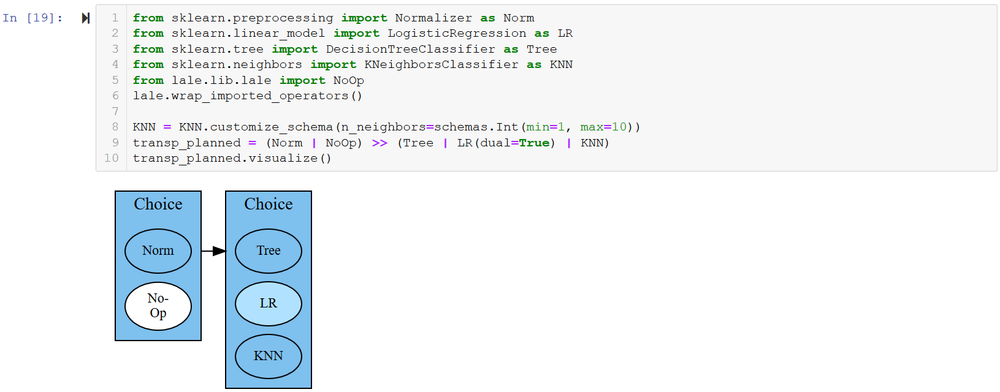 In [19]:
1 from sklearn.preprocessing import Normalizer as Norm
2 from sklearn.linear_model import LogisticRegression as LR
3 from sklearn.tree import DecisionTreeClassifier as Tree
4 from sklearn.neighbors import KNeighborsClassifier as KNN
5 from lale.lib.lale import NoOp
6 lale.wrap_imported_operators()
7
8 KNN = KNN.customize_schema(n_neighbors=schemas.Int(min=1, max=10))
9 transp_planned = (Norm | NoOp) >> (Tree | LR(dual=True) | KNN)
10 transp_planned.visualize()
Choice
Norm
No-
Op
Choice
Tree
LR
KNN